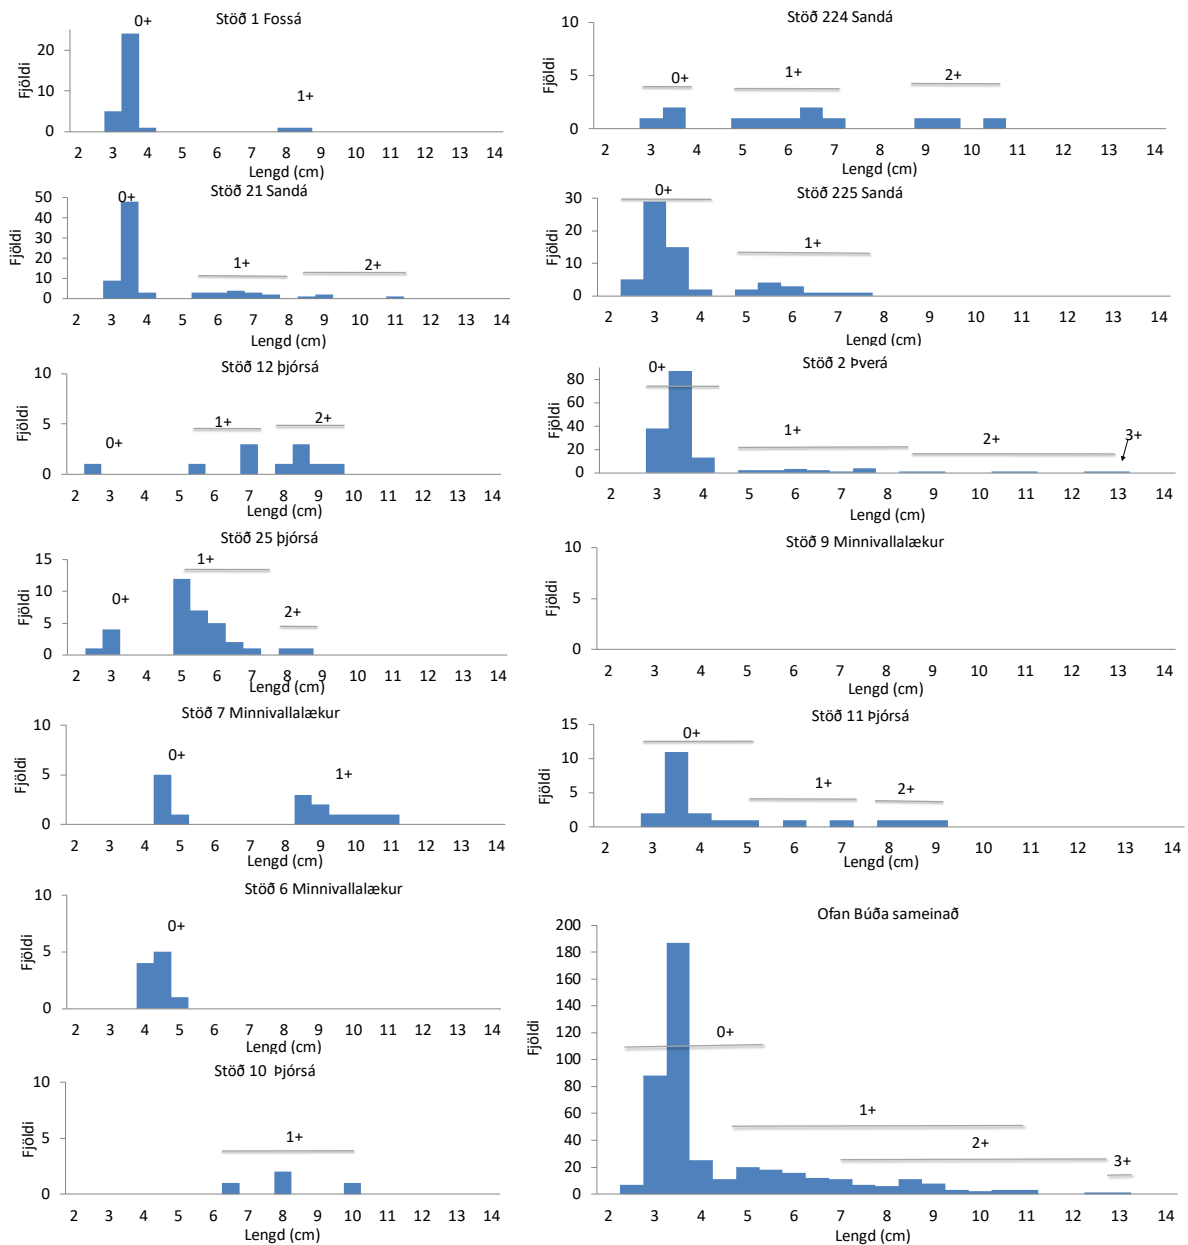 Stöð 1 Fossá
Fjöldi
20
10
0
0+
1+
2 3 4 5 6 7 8 9 10 11 12 13 14
Lengd (cm)
Stöð 224 Sandá
Fjöldi
10
5
0
0+
1+
2+
2 3 4 5 6 7 8 9 10 11 12 13 14
Lengd (cm)
Stöð 21 Sandá
Fjöldi
50
40
30
20
10
0
0+
1+
2+
2 3 4 5 6 7 8 9 10 11 12 13 14
Lengd (cm)
Stöð 225 Sandá
Fjöldi
30
20
10
0
0+
1+
2 3 4 5 6 7 8 9 10 11 12 13 14
Lengd (cm)
Stöð 12 þjórsá
Fjöldi
10
5
0
0+
1+
2+
2 3 4 5 6 7 8 9 10 11 12 13 14
Lengd (cm)
Stöð 2 Þverá
Fjöldi
80
60
40
20
0
0+
1+
2+
3+
2 3 4 5 6 7 8 9 10 11 12 13 14
Lengd (cm)
Stöð 25 þjórsá
Fjöldi
15
10
5
0
0+
1+
2+
2 3 4 5 6 7 8 9 10 11 12 13 14
Lengd (cm)
Stöð 9 Minnivallalækur
Fjöldi
10
5
0
2 3 4 5 6 7 8 9 10 11 12 13 14
Lengd (cm)
Stöð 7 Minnivallalækur
Fjöldi
10
5
0
0+
1+
2 3 4 5 6 7 8 9 10 11 12 13 14
Lengd (cm)
Stöð 11 Þjórsá
Fjöldi
15
10
5
0
0+
1+
2+
2 3 4 5 6 7 8 9 10 11 12 13 14
Lengd (cm)
Stöð 6 Minnivallalækur
Fjöldi
10
5
0
0+
2 3 4 5 6 7 8 9 10 11 12 13 14
Lengd (cm)
Ofan Búða sameinað
Fjöldi
200
180
160
140
120
100
80
60
40
20
0
0+
1+
2+
3+
2 3 4 5 6 7 8 9 10 11 12 13 14
Lengd (cm)
Stöð 10 Þjórsá
Fjöldi
10
5
0
1+
2 3 4 5 6 7 8 9 10 11 12 13 14
Lengd (cm)